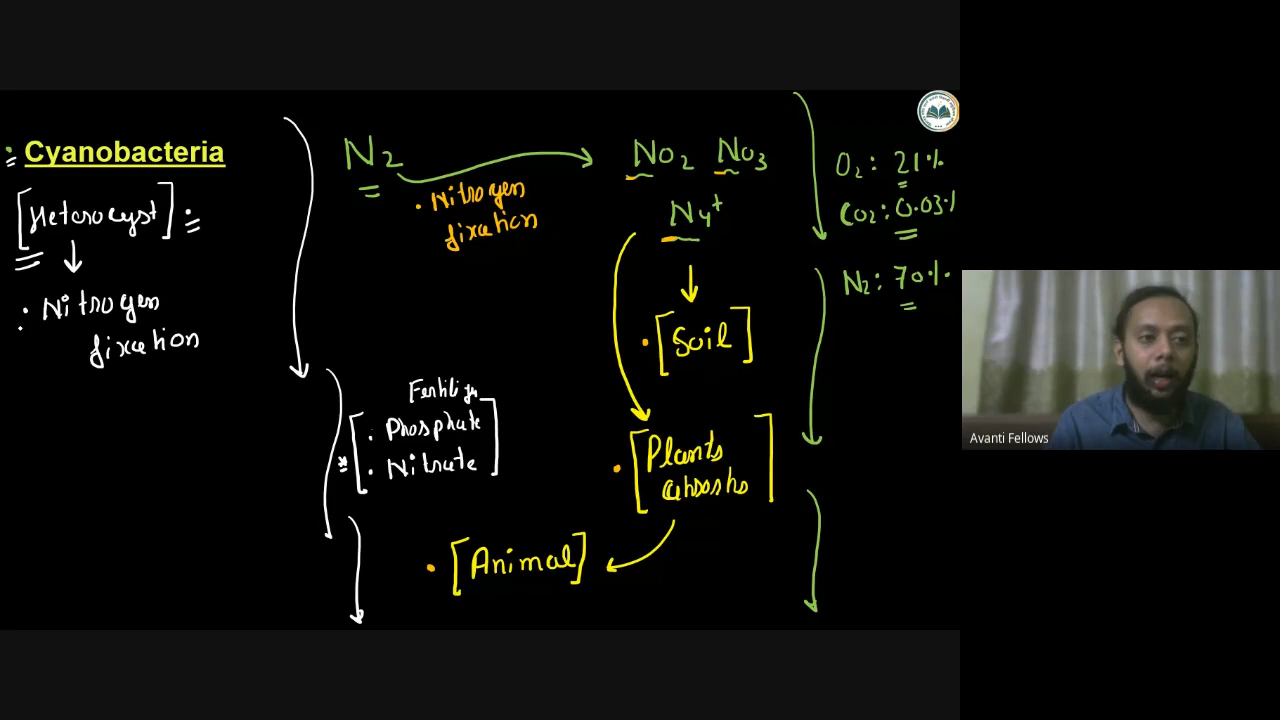 Cyanobacteria
[Heterocyst]
Nitrogen
fixation
N2
Nitrogen
fixation
NO2 NO3
N4+
[Soil]
[Plants
absorbs]
[Animal]
Phosphate
Nitrate
O2: 21%
CO2: 0.03%
N2: 70%
Avanti Fellows